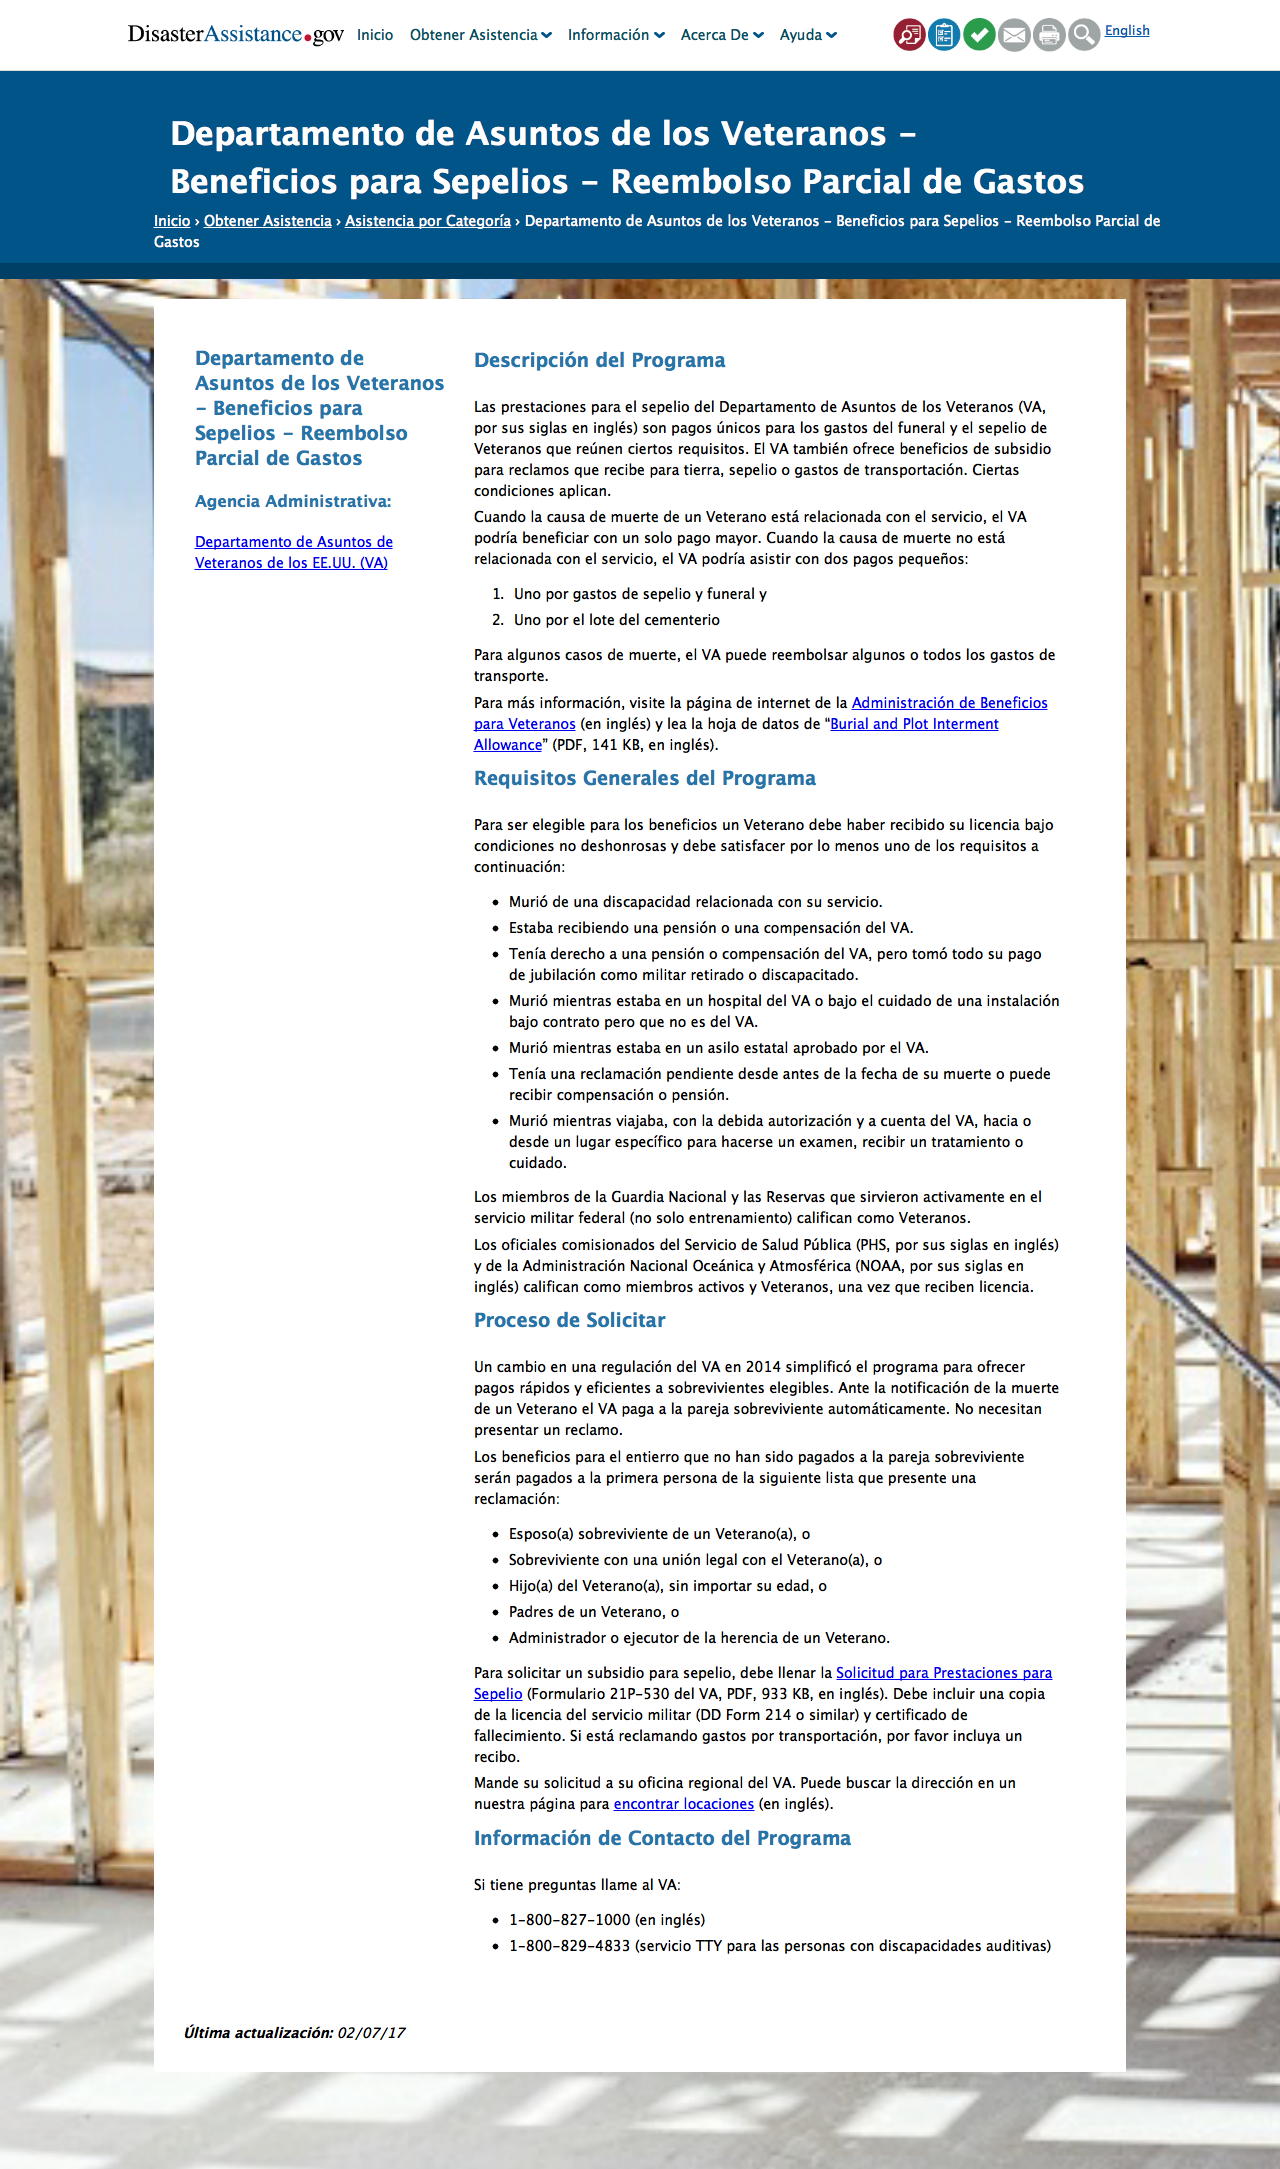 DisasterAssistance.gov Inicio Obtener Asistencia Información Acerca De Ayuda English
Departamento de Asuntos de los Veteranos –
Beneficios para Sepelios – Reembolso Parcial de Gastos
Inicio › Obtener Asistencia › Asistencia por Categoría › Departamento de Asuntos de los Veteranos – Beneficios para Sepelios – Reembolso Parcial de
Gastos
Departamento de
Asuntos de los Veteranos
– Beneficios para
Sepelios – Reembolso
Parcial de Gastos
Agencia Administrativa:
Departamento de Asuntos de
Veteranos de los EE.UU. (VA)
Descripción del Programa
Las prestaciones para el sepelio del Departamento de Asuntos de los Veteranos (VA,
por sus siglas en inglés) son pagos únicos para los gastos del funeral y el sepelio de
Veteranos que reúnen ciertos requisitos. El VA también ofrece beneficios de subsidio
para reclamos que recibe para tierra, sepelio o gastos de transportación. Ciertas
condiciones aplican.
Cuando la causa de muerte de un Veterano está relacionada con el servicio, el VA
podría beneficiar con un solo pago mayor. Cuando la causa de muerte no está
relacionada con el servicio, el VA podría asistir con dos pagos pequeños:
1. Uno por gastos de sepelio y funeral y
2. Uno por el lote del cementerio
Para algunos casos de muerte, el VA puede reembolsar algunos o todos los gastos de
transporte.
Para más información, visite la página de internet de la Administración de Beneficios
para Veteranos (en inglés) y lea la hoja de datos de “Burial and Plot Interment
Allowance” (PDF, 141 KB, en inglés).
Requisitos Generales del Programa
Para ser elegible para los beneficios un Veterano debe haber recibido su licencia bajo
condiciones no deshonrosas y debe satisfacer por lo menos uno de los requisitos a
continuación:
• Murió de una discapacidad relacionada con su servicio.
• Estaba recibiendo una pensión o una compensación del VA.
• Tenía derecho a una pensión o compensación del VA, pero tomó todo su pago
de jubilación como militar retirado o discapacitado.
• Murió mientras estaba en un hospital del VA o bajo el cuidado de una instalación
bajo contrato pero que no es del VA.
• Murió mientras estaba en un asilo estatal aprobado por el VA.
• Tenía una reclamación pendiente desde antes de la fecha de su muerte o puede
recibir compensación o pensión.
• Murió mientras viajaba, con la debida autorización y a cuenta del VA, hacia o
desde un lugar específico para hacerse un examen, recibir un tratamiento o
cuidado.
Los miembros de la Guardia Nacional y las Reservas que sirvieron activamente en el
servicio militar federal (no solo entrenamiento) califican como Veteranos.
Los oficiales comisionados del Servicio de Salud Pública (PHS, por sus siglas en inglés)
y de la Administración Nacional Oceánica y Atmosférica (NOAA, por sus siglas en
inglés) califican como miembros activos y Veteranos, una vez que reciben licencia.
Proceso de Solicitar
Un cambio en una regulación del VA en 2014 simplificó el programa para ofrecer
pagos rápidos y eficientes a sobrevivientes elegibles. Ante la notificación de la muerte
de un Veterano el VA paga a la pareja sobreviviente automáticamente. No necesitan
presentar un reclamo.
Los beneficios para el entierro que no han sido pagados a la pareja sobreviviente
serán pagados a la primera persona de la siguiente lista que presente una
reclamación:
• Esposo(a) sobreviviente de un Veterano(a), o
• Sobreviviente con una unión legal con el Veterano(a), o
• Hijo(a) del Veterano(a), sin importar su edad, o
• Padres de un Veterano, o
• Administrador o ejecutor de la herencia de un Veterano.
Para solicitar un subsidio para sepelio, debe llenar la Solicitud para Prestaciones para
Sepelio (Formulario 21P-530 del VA, PDF, 933 KB, en inglés). Debe incluir una copia
de la licencia del servicio militar (DD Form 214 o similar) y certificado de
fallecimiento. Si está reclamando gastos por transportación, por favor incluya un
recibo.
Mande su solicitud a su oficina regional del VA. Puede buscar la dirección en un
nuestra página para encontrar locaciones (en inglés).
Información de Contacto del Programa
Si tiene preguntas llame al VA:
• 1-800-827-1000 (en inglés)
• 1-800-829-4833 (servicio TTY para las personas con discapacidades auditivas)
Última actualización: 02/07/17